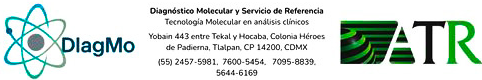 DIagMo
Diagnóstico Molecular y Servicio de Referencia
Tecnología Molecular en análisis clínicos
Yobain 443 entre Tekal y Hocaba, Colonia Héroes
de Padierna, Tlalpan, CP 14200, CDMX
(55) 2457-5981, 7600-5454, 7095-8839,
5644-6169
ATR